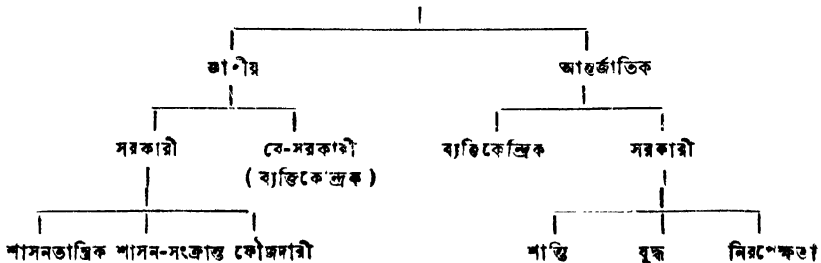 জাতীয় আন্তর্জাতিক
সরকারী বে-সরকারী ব্যক্তিকেন্দ্রিক সরকারী
(ব্যক্তিকেন্দ্রিক)
শাসনতান্ত্রিক শাসন-সংক্রান্ত ফৌজদারী শান্তি যুদ্ধ নিরপেক্ষতা